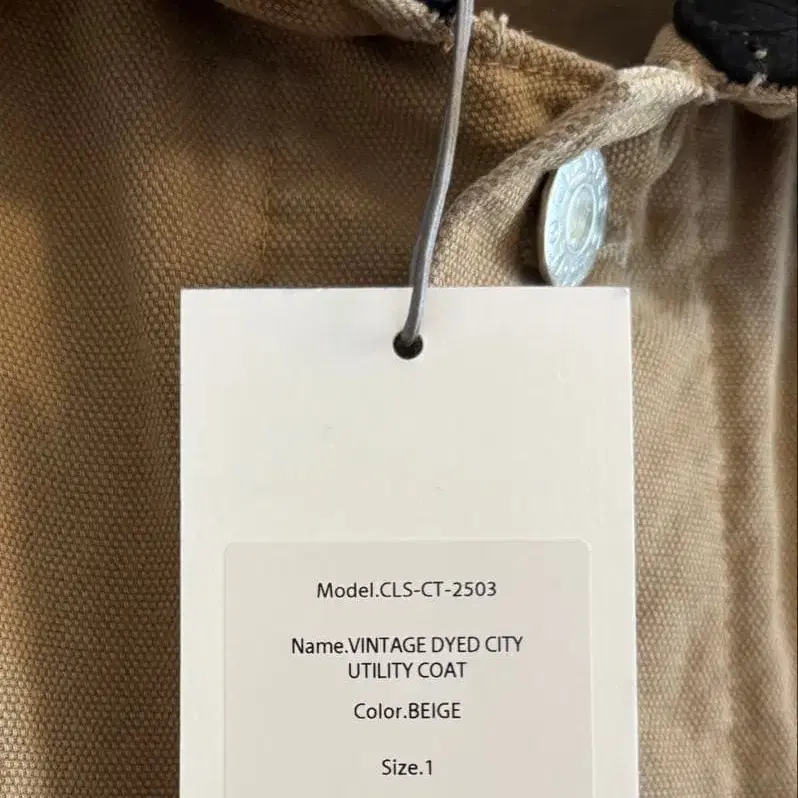 Model.CLS-CT-2503
Name.VINTAGE DYED CITY
UTILITY COAT
Color.BEIGE
Size.1